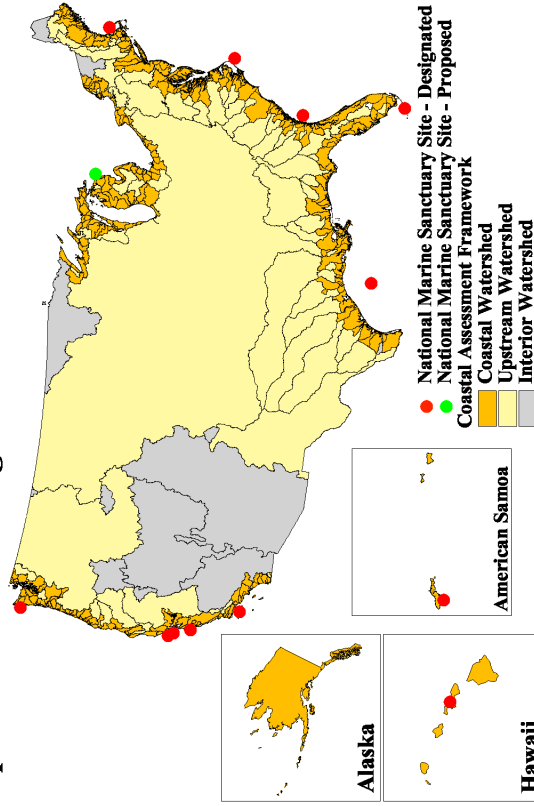 National Marine Sanctuary Site - Designated
National Marine Sanctuary Site - Proposed
Coastal Assessment Framework
Coastal Watershed
Upstream Watershed
Interior Watershed
American Samoa
Alaska
Hawaii